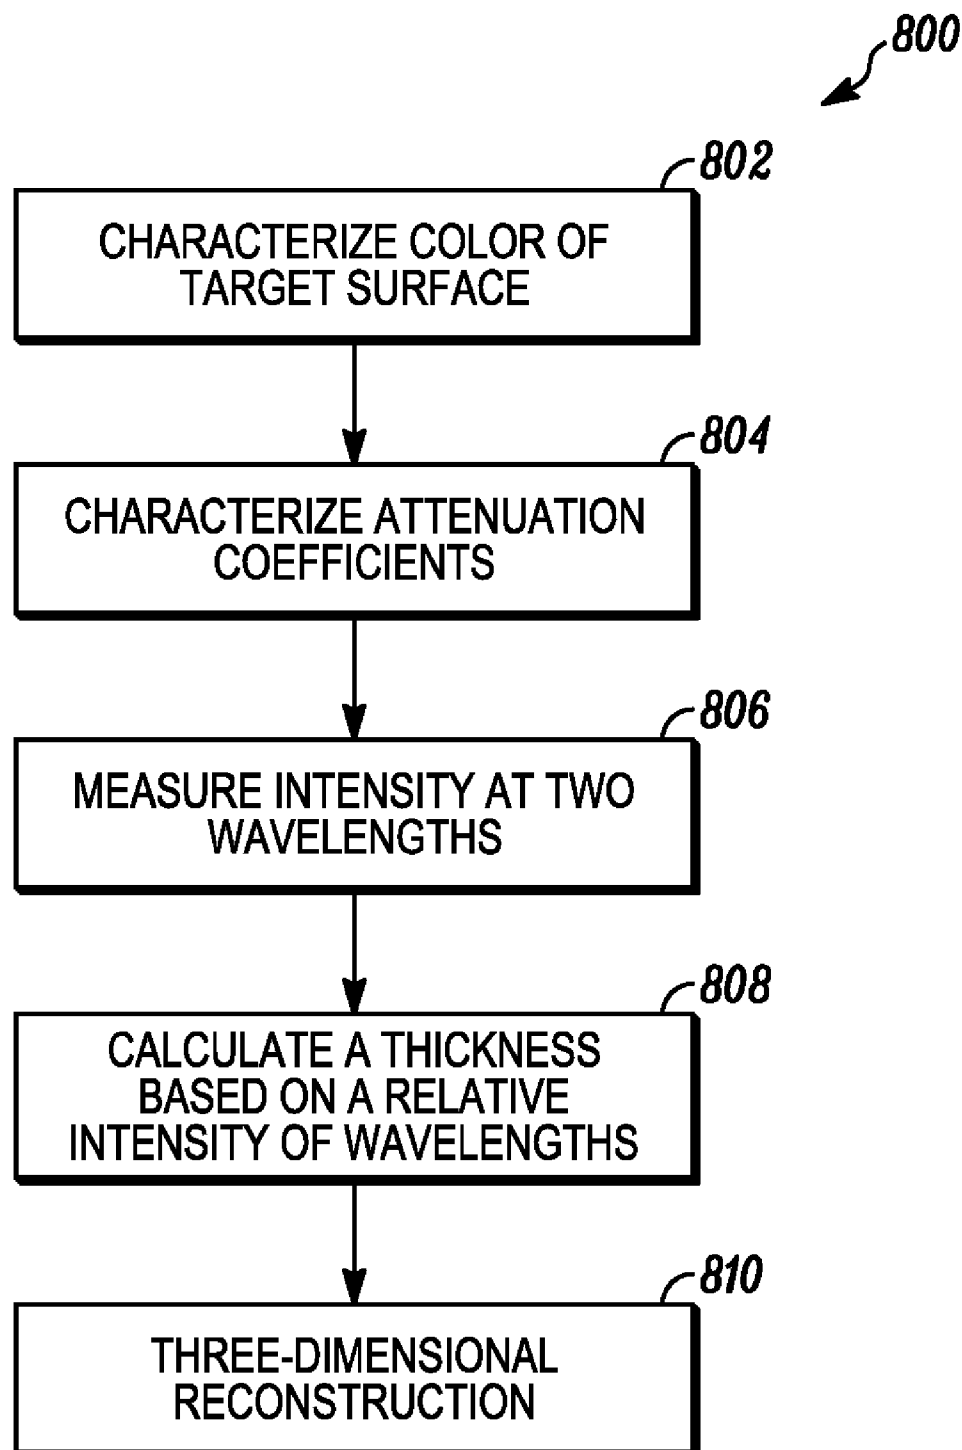 800
802
CHARACTERIZE COLOR OF
TARGET SURFACE
804
CHARACTERIZE ATTENUATION
COEFFICIENTS
806
MEASURE INTENSITY AT TWO
WAVELENGTHS
808
CALCULATE A THICKNESS
BASED ON A RELATIVE
INTENSITY OF WAVELENGTHS
810
THREE-DIMENSIONAL
RECONSTRUCTION